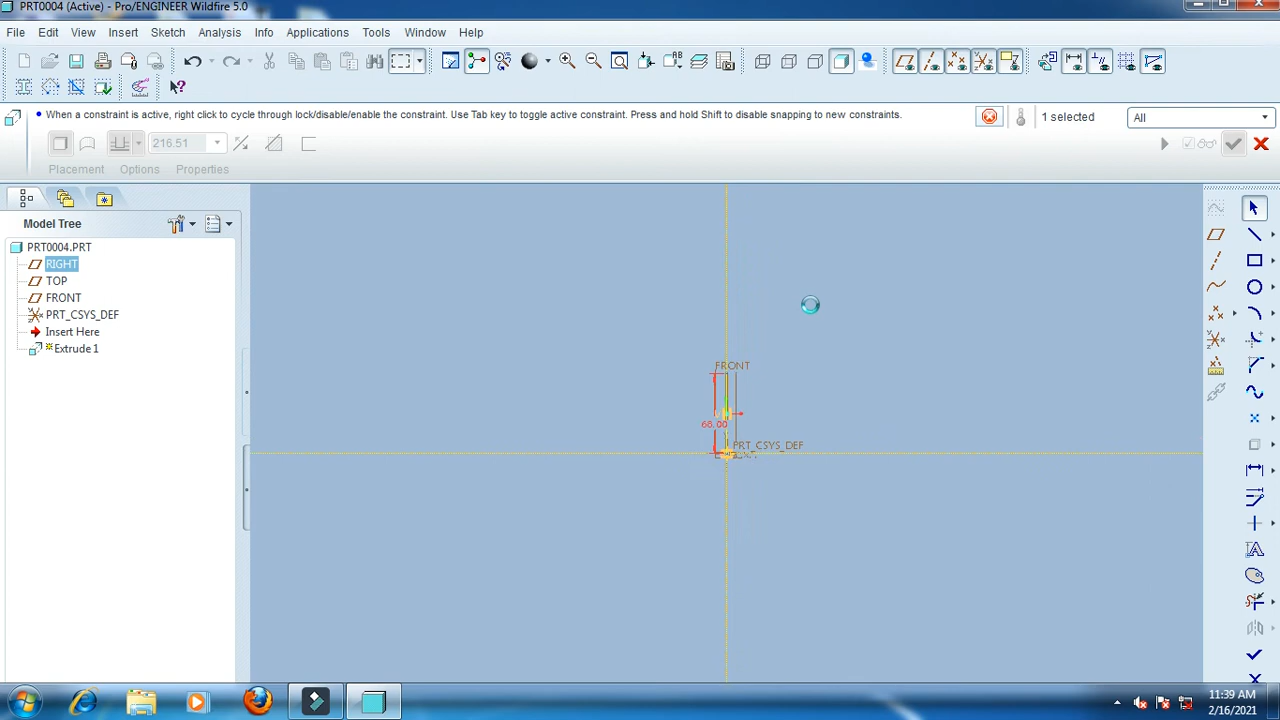 PRT0004 (Active) - Pro/ENGINEER Wildfire 5.0
File Edit View Insert Sketch Analysis Info Applications Tools Window Help
When a constraint is active, right click to cycle through lock/disable/enable the constraint. Use Tab key to toggle active constraint. Press and hold Shift to disable snapping to new constraints.
1 selected
All
216.51
Placement Options Properties
Model Tree
PRT0004.PRT
RIGHT
TOP
FRONT
PRT_CSYS_DEF
Insert Here
Extrude 1
FRONT
68.00
PRT_CSYS_DEF
11:39 AM
2/16/2021